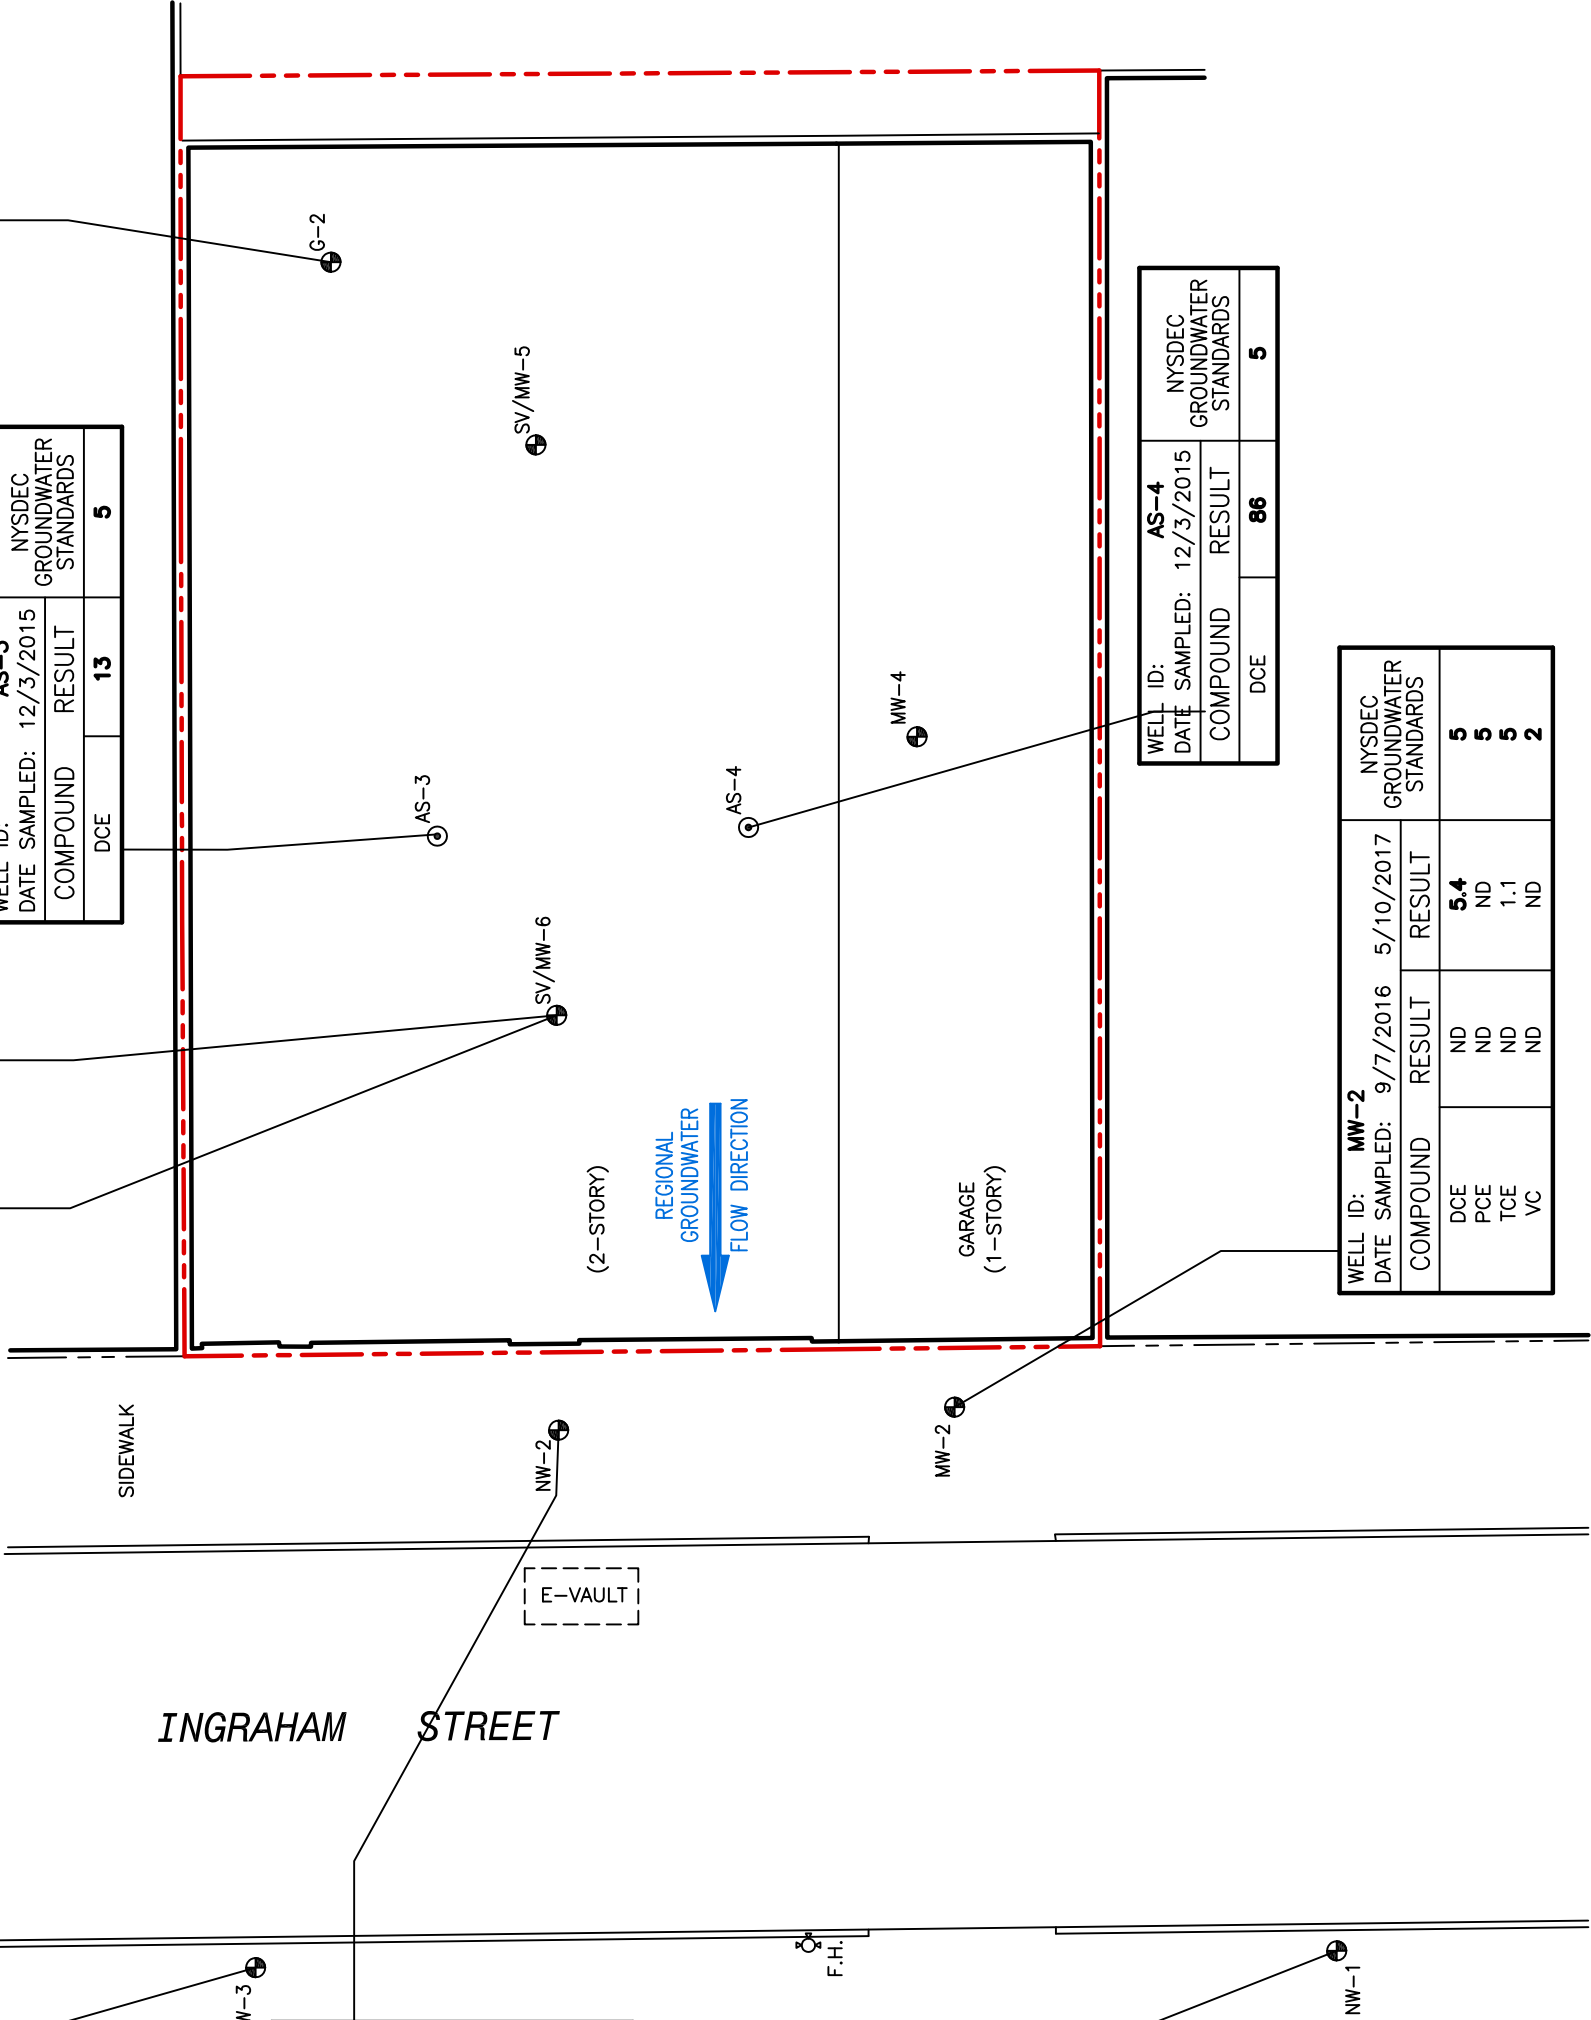 G-2
SV/MW-5
NYSDEC
GROUNDWATER
STANDARDS
DATE SAMPLED: 12/3/2015
COMPOUND RESULT
DCE 13 5
WELL ID: AS-4
DATE SAMPLED: 12/3/2015
NYSDEC
GROUNDWATER
STANDARDS
COMPOUND RESULT
DCE 86 5
MW-4
AS-3
AS-4
SV/MW-6
WELL ID: MW-2
DATE SAMPLED: 9/7/2016 5/10/2017
NYSDEC
GROUNDWATER
STANDARDS
COMPOUND RESULT RESULT
DCE ND 5.4 5
PCE ND ND 5
TCE ND 1.1 5
VC ND ND 2
(2-STORY)
REGIONAL
GROUNDWATER
FLOW DIRECTION
GARAGE
(1-STORY)
SIDEWALK
NW-2
MW-2
E-VAULT
INGRAHAM STREET
F.H.
NW-1